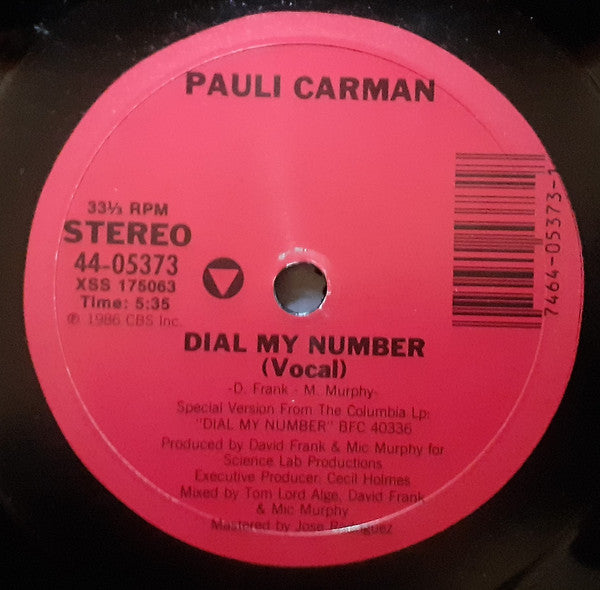 PAULI CARMAN
33⅓ RPM
STEREO
44-05373
XSS 175063
Time: 5:35
℗ 1986 CBS Inc.
7464-05373-1
DIAL MY NUMBER
(Vocal)
-D. Frank - M. Murphy-
Special Version From The Columbia Lp:
"DIAL MY NUMBER" BFC 40336
Produced by David Frank & Mic Murphy for
Science Lab Productions
Executive Producer: Cecil Holmes
Mixed by Tom Lord Alge, David Frank
& Mic Murphy
Mastered by Jose Rodriguez